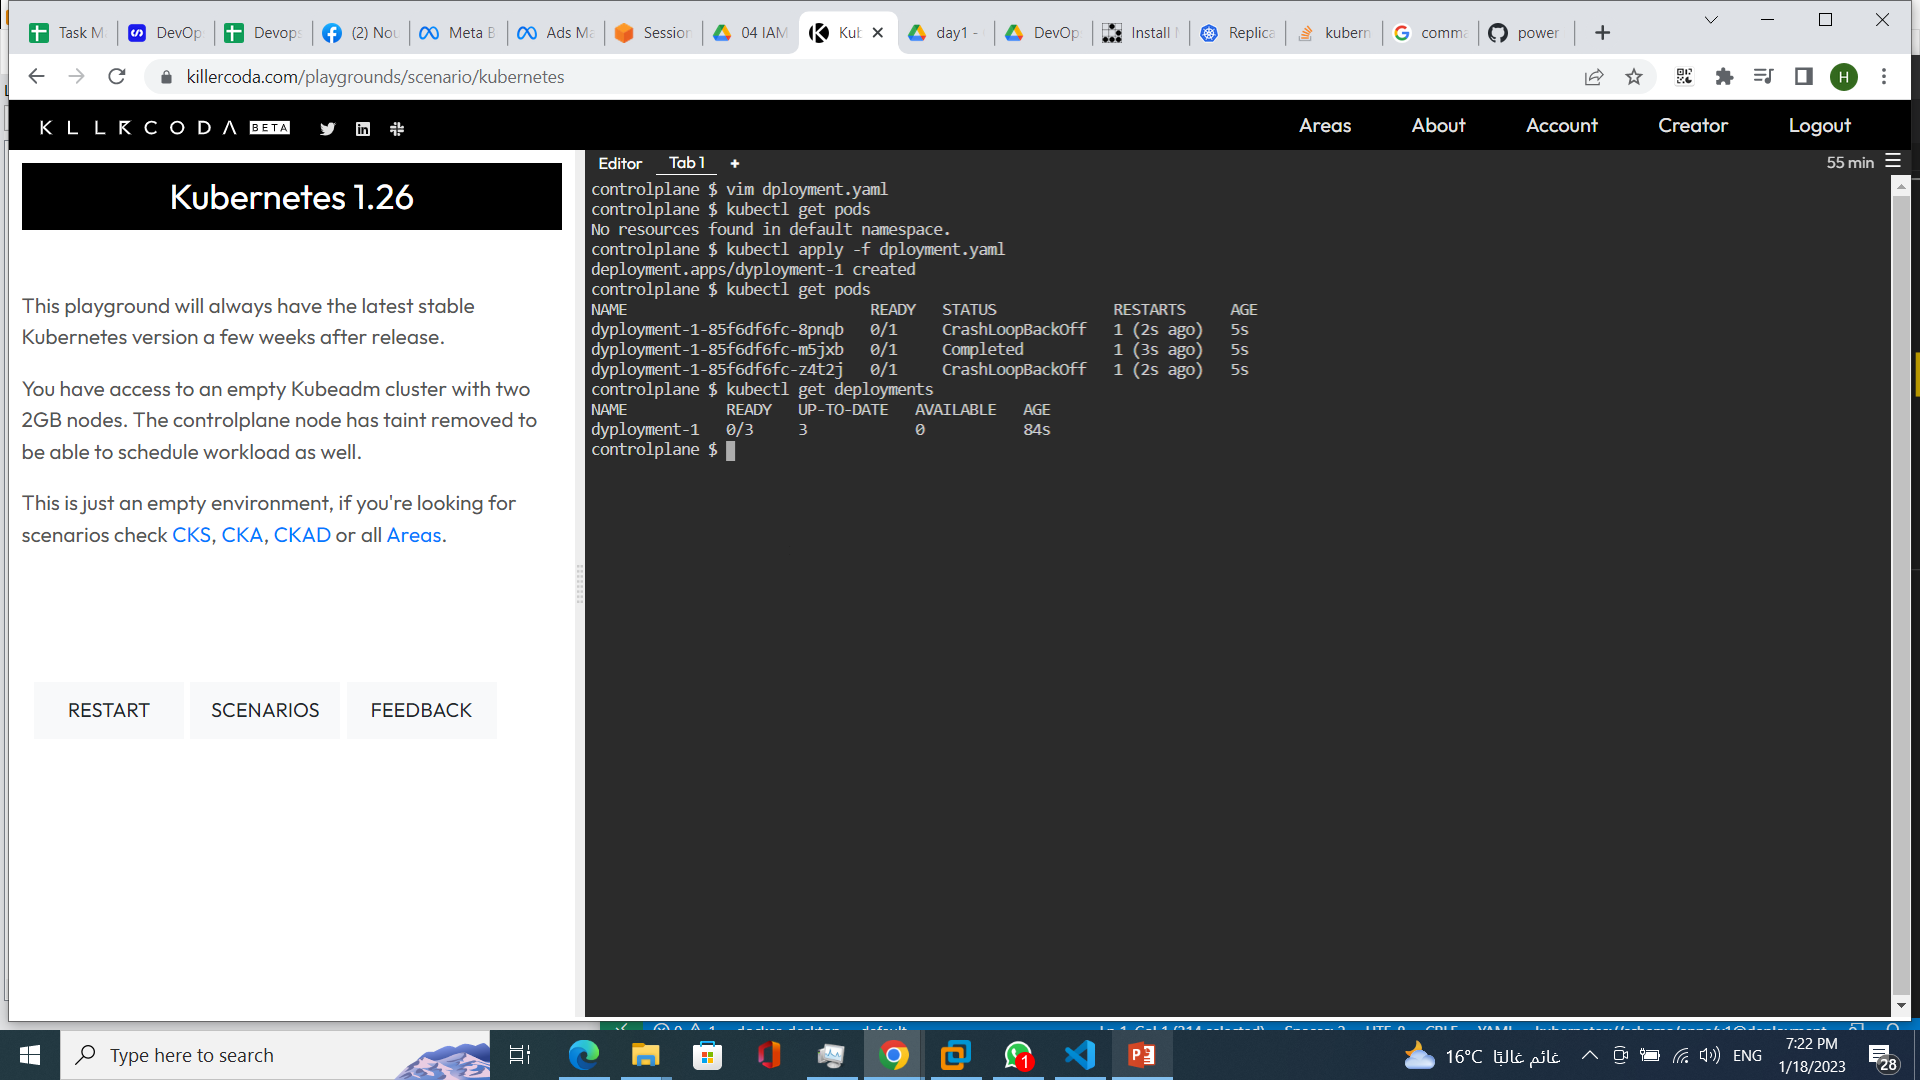 Task M
DevOp
Devops
(2) Nou
Meta B
Ads Ma
Session
04 IAM
Kub
day1 -
DevOp
Install
Replica
kubern
comma
power
killercoda.com/playgrounds/scenario/kubernetes
H
KLLRCODA BETA
Areas About Account Creator Logout
Kubernetes 1.26
This playground will always have the latest stable
Kubernetes version a few weeks after release.
You have access to an empty Kubeadm cluster with two
2GB nodes. The controlplane node has taint removed to
be able to schedule workload as well.
This is just an empty environment, if you're looking for
scenarios check CKS, CKA, CKAD or all Areas.
RESTART SCENARIOS FEEDBACK
Editor Tab 1 +
55 min
controlplane $ vim dployment.yaml
controlplane $ kubectl get pods
No resources found in default namespace.
controlplane $ kubectl apply -f dployment.yaml
deployment.apps/dyployment-1 created
controlplane $ kubectl get pods
NAME READY STATUS RESTARTS AGE
dyployment-1-85f6df6fc-8pnqb 0/1 CrashLoopBackOff 1 (2s ago) 5s
dyployment-1-85f6df6fc-m5jxb 0/1 Completed 1 (3s ago) 5s
dyployment-1-85f6df6fc-z4t2j 0/1 CrashLoopBackOff 1 (2s ago) 5s
controlplane $ kubectl get deployments
NAME READY UP-TO-DATE AVAILABLE AGE
dyployment-1 0/3 3 0 84s
controlplane $
Type here to search
1
16°C غائم غالبًا
ENG
7:22 PM
1/18/2023
28